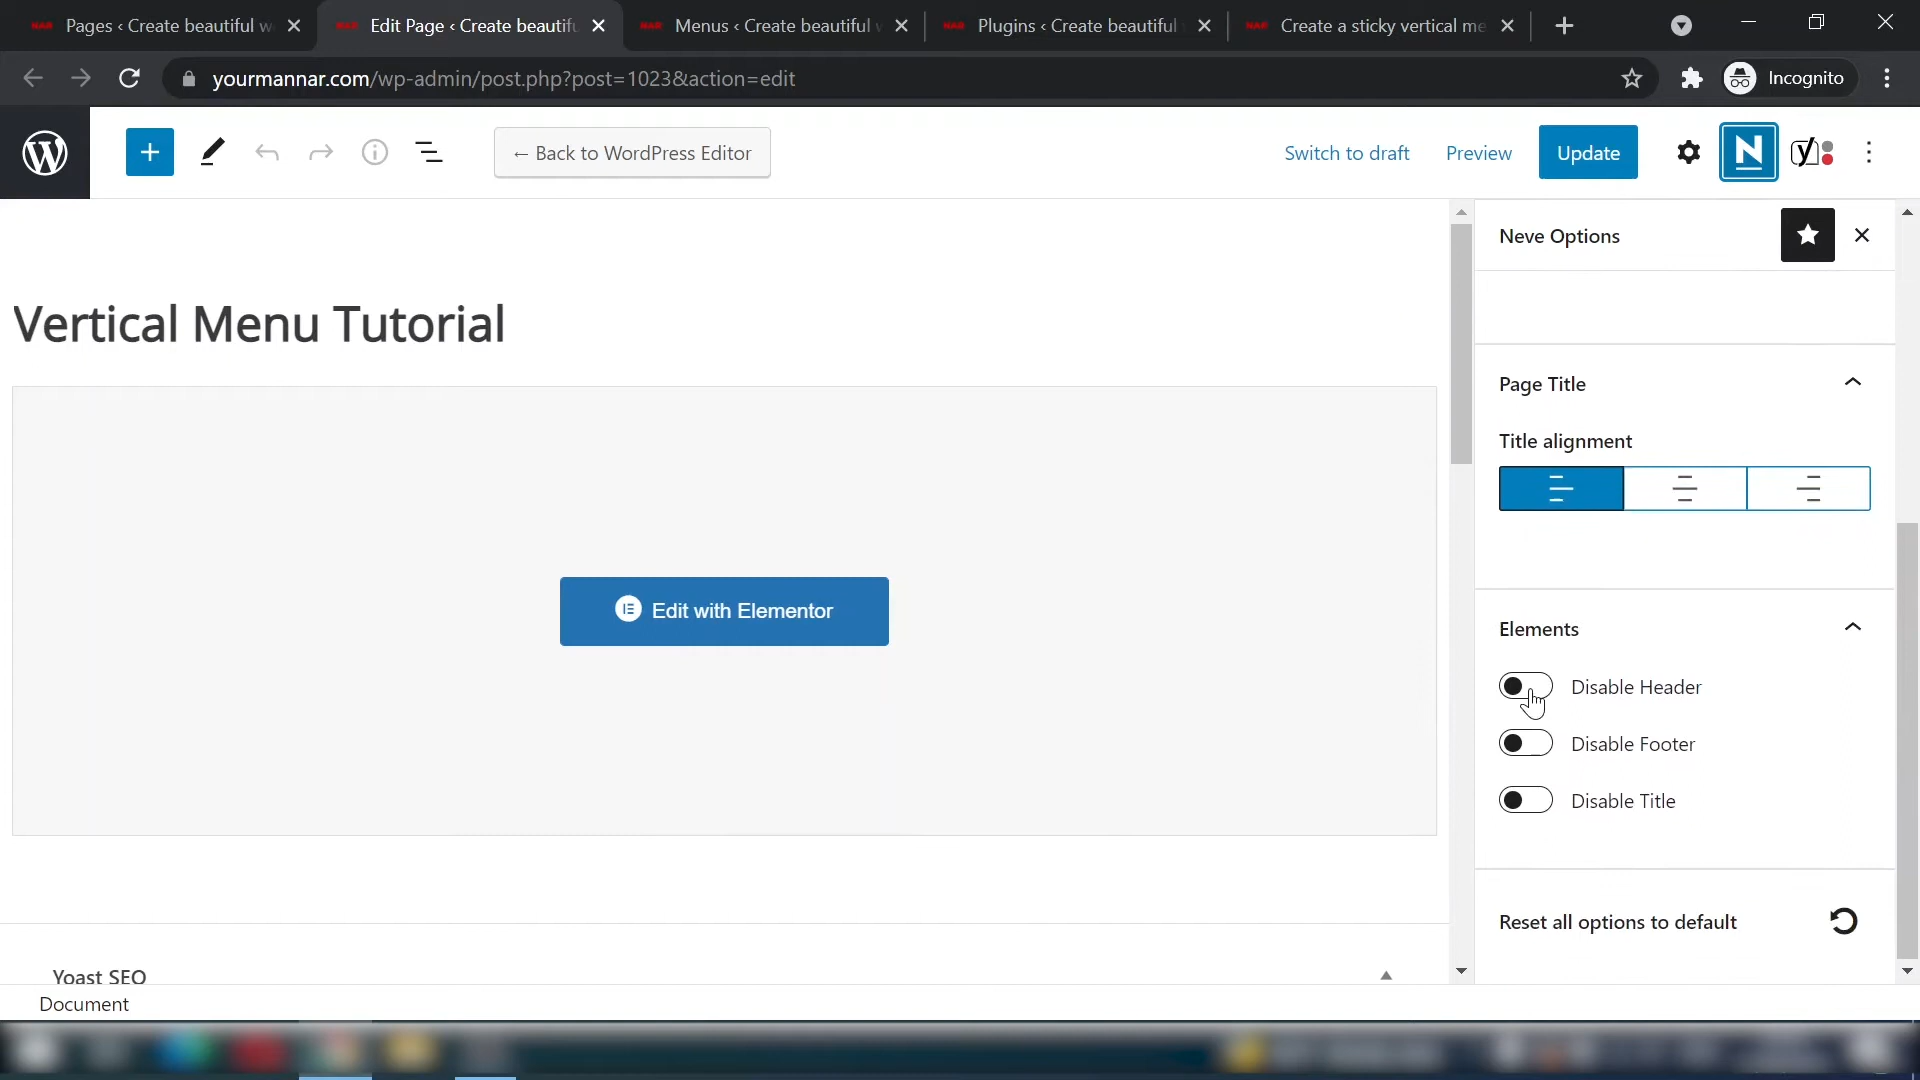 Pages ‹ Create beautiful w
Edit Page ‹ Create beautifu
Menus ‹ Create beautiful w
Plugins ‹ Create beautiful
Create a sticky vertical me
yourmannar.com/wp-admin/post.php?post=1023&action=edit
Incognito
← Back to WordPress Editor
Switch to draft
Preview
Update
Neve Options
Vertical Menu Tutorial
Page Title
Title alignment
Edit with Elementor
Elements
Disable Header
Disable Footer
Disable Title
Reset all options to default
Yoast SEO
Document